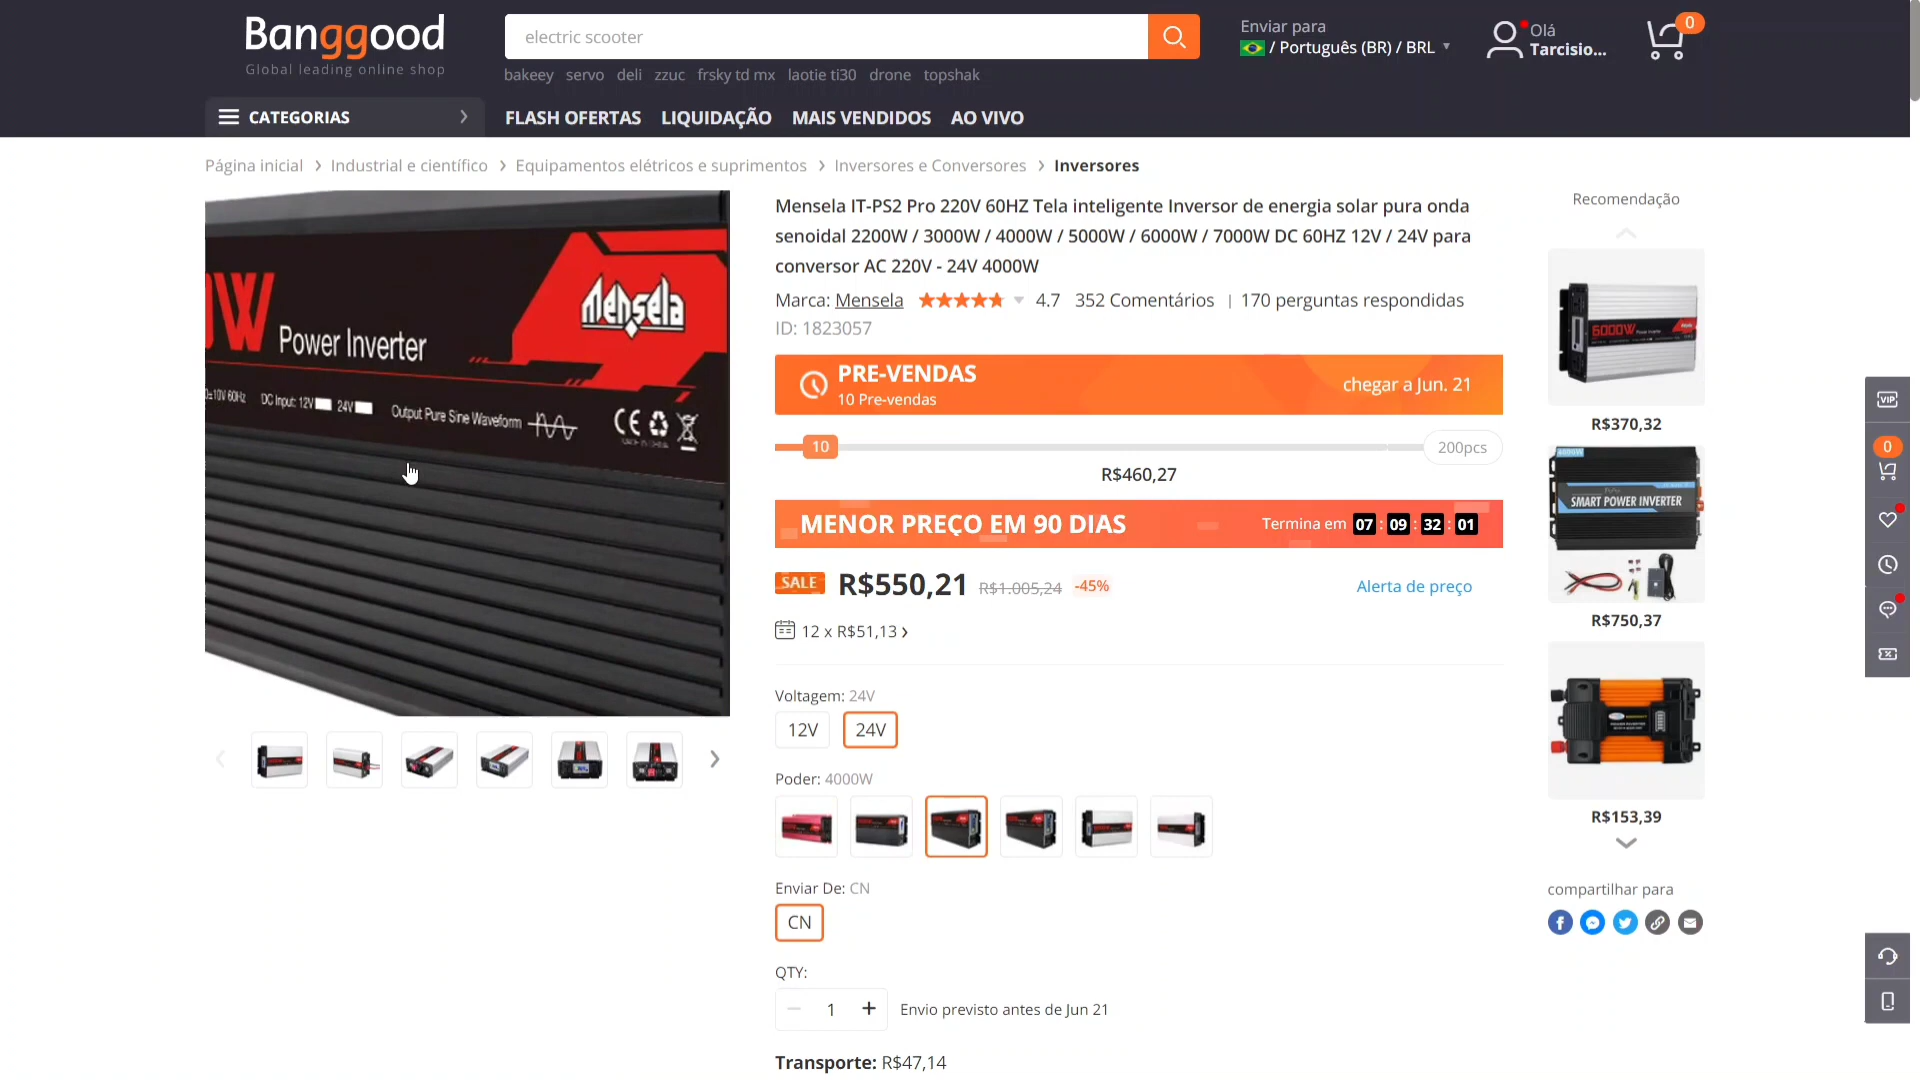 Banggood
Global leading online shop
electric scooter
Enviar para
/ Português (BR) / BRL
Olá
Tarcisio...
0
bakeey servo deli zzuc frsky td mx laotie ti30 drone topshak
CATEGORIAS
FLASH OFERTAS LIQUIDAÇÃO MAIS VENDIDOS AO VIVO
Página inicial > Industrial e científico > Equipamentos elétricos e suprimentos > Inversores e Conversores > Inversores
Mensela IT-PS2 Pro 220V 60HZ Tela inteligente Inversor de energia solar pura onda
senoidal 2200W / 3000W / 4000W / 5000W / 6000W / 7000W DC 60HZ 12V / 24V para
conversor AC 220V - 24V 4000W
Marca: Mensela 4.7 352 Comentários | 170 perguntas respondidas
ID: 1823057
PRE-VENDAS
10 Pre-vendas
chegar a Jun. 21
10
200pcs
R$460,27
MENOR PREÇO EM 90 DIAS
Termina em 07 : 09 : 32 : 01
SALE R$550,21 R$1.005,24 -45%
Alerta de preço
12 x R$51,13 >
Voltagem: 24V
12V 24V
Poder: 4000W
Enviar De: CN
CN
QTY:
1
Envio previsto antes de Jun 21
Transporte: R$47,14
0W
Power Inverter
Mensela
±10V 60Hz
DC Input: 12V 24V
Output Pure Sine Waveform
CE
Recomendação
R$370,32
4000W
SMART POWER INVERTER
R$750,37
R$153,39
compartilhar para
VIP
0